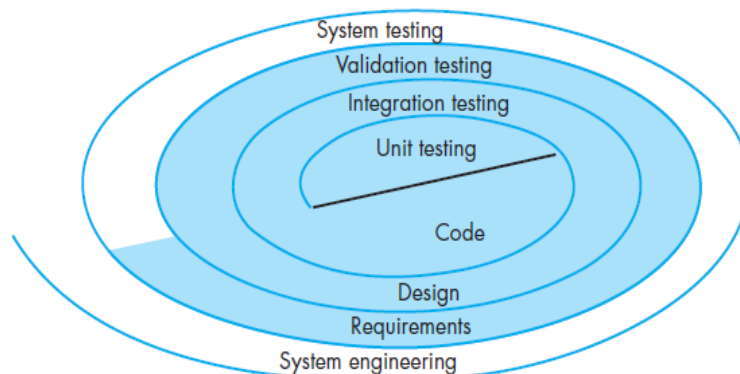 System testing
Validation testing
Integration testing
Unit testing
Code
Design
Requirements
System engineering